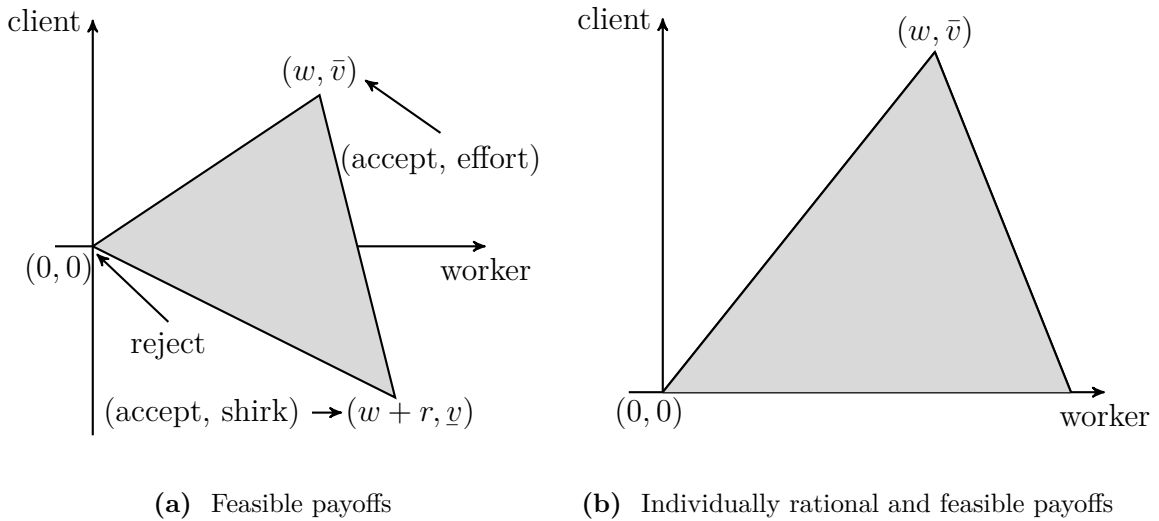 client
(w, v̄)
(accept, effort)
(0, 0)
worker
reject
(accept, shirk)
(w + r, v̲)
(a) Feasible payoffs
client
(w, v̄)
(0, 0)
worker
(b) Individually rational and feasible payoffs